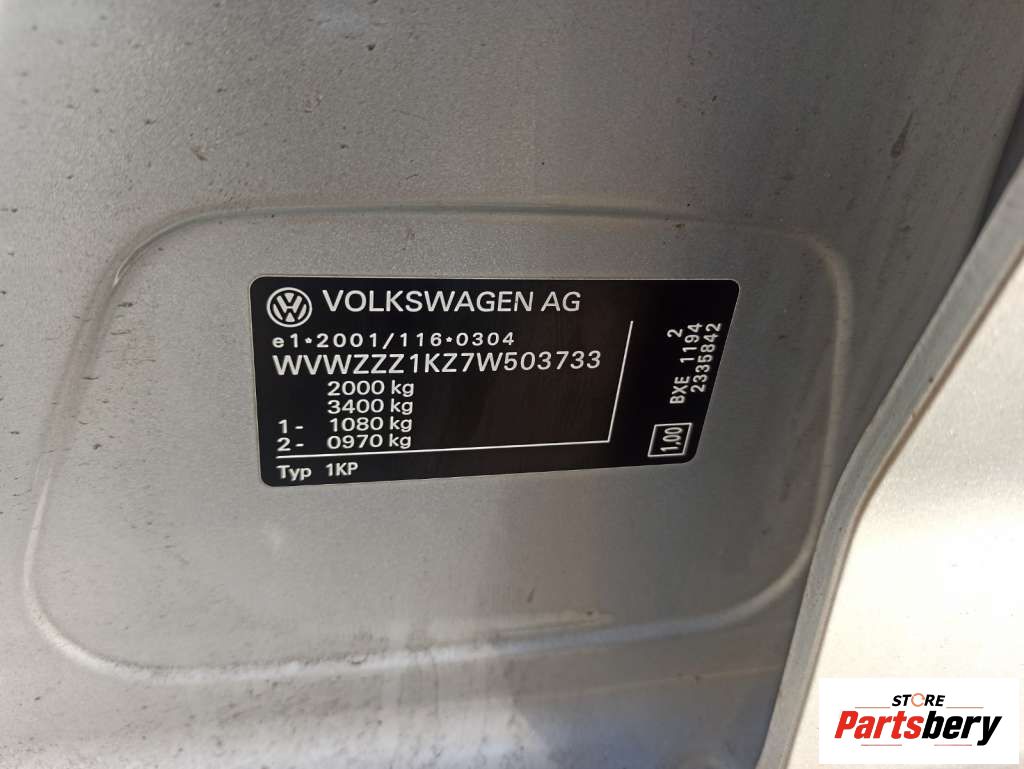 VOLKSWAGEN AG
e1*2001/116*0304
WVWZZZ1KZ7W503733
2000 kg
3400 kg
1- 1080 kg
2- 0970 kg
Typ 1KP
2
BXE 1194
2335842
1,00
STORE
Partsbery